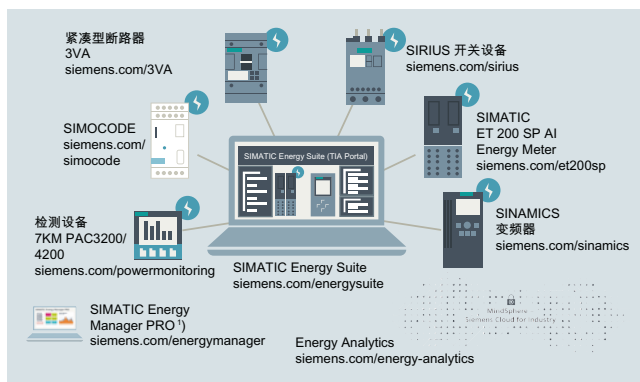 紧凑型断路器
3VA
siemens.com/3VA
SIRIUS 开关设备
siemens.com/sirius
SIMOCODE
siemens.com/
simocode
SIMATIC
ET 200 SP AI
Energy Meter
siemens.com/et200sp
SIMATIC Energy Suite (TIA Portal)
检测设备
7KM PAC3200/
4200
siemens.com/powermonitoring
SINAMICS
变频器
siemens.com/sinamics
SIMATIC Energy Suite
siemens.com/energysuite
SIMATIC Energy
Manager PRO 1)
siemens.com/energymanager
MindSphere
Siemens Cloud for Industry
Energy Analytics
siemens.com/energy-analytics